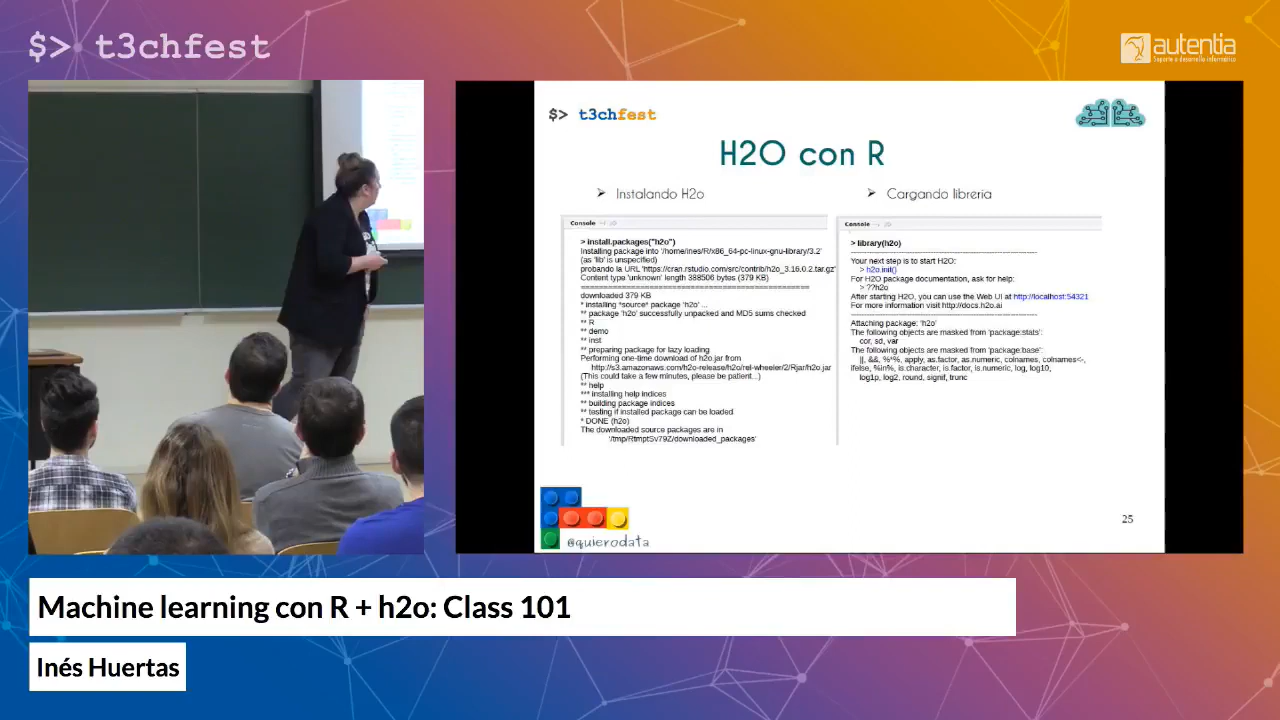 $> t3chfest
autentia
Soporte a desarrollo informático
$> t3chfest
H2O con R
➢ Instalando H2o
➢ Cargando libreria
Console
> install.packages("h2o")
Installing package into '/home/ines/R/x86_64-pc-linux-gnu-library/3.2'
(as 'lib' is unspecified)
probando la URL 'https://cran.rstudio.com/src/contrib/h2o_3.16.0.2.tar.gz'
Content type 'unknown' length 388506 bytes (379 KB)
==================================================
downloaded 379 KB
* installing *source* package 'h2o' ...
** package 'h2o' successfully unpacked and MD5 sums checked
** R
** demo
** inst
** preparing package for lazy loading
Performing one-time download of h2o.jar from
http://s3.amazonaws.com/h2o-release/h2o/rel-wheeler/2/Rjar/h2o.jar
(This could take a few minutes, please be patient...)
** help
*** installing help indices
** building package indices
** testing if installed package can be loaded
* DONE (h2o)
The downloaded source packages are in
'/tmp/RtmptSv79Z/downloaded_packages'
Console
> library(h2o)
----------------------------------------------------------------------
Your next step is to start H2O:
> h2o.init()
For H2O package documentation, ask for help:
> ??h2o
After starting H2O, you can use the Web UI at http://localhost:54321
For more information visit http://docs.h2o.ai
----------------------------------------------------------------------
Attaching package: 'h2o'
The following objects are masked from 'package:stats':
cor, sd, var
The following objects are masked from 'package:base':
||, &&, %*%, apply, as.factor, as.numeric, colnames, colnames<-,
ifelse, %in%, is.character, is.factor, is.numeric, log, log10,
log1p, log2, round, signif, trunc
@quierodata
25
Machine learning con R + h2o: Class 101
Inés Huertas